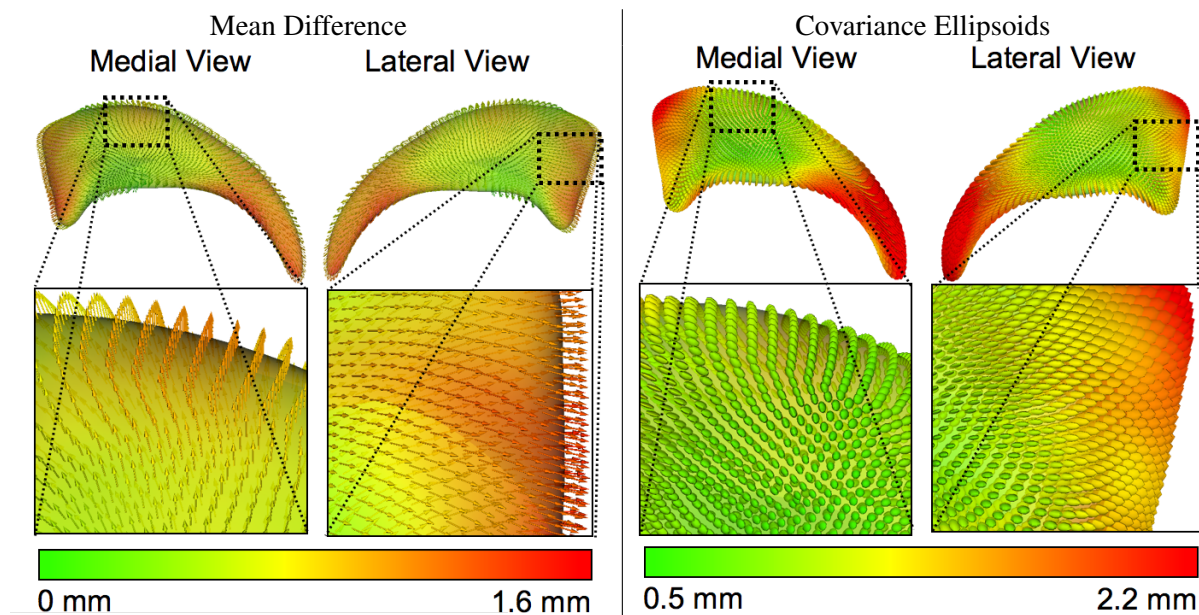 Mean Difference
Medial View
Lateral View
0 mm
1.6 mm
Covariance Ellipsoids
Medial View
Lateral View
0.5 mm
2.2 mm